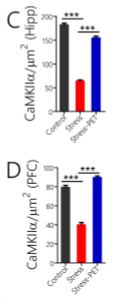 C
CaMKIIα/µm² (Hipp)
200
150
100
50
0
***
***
Control
Stress
Stress-PET
D
CaMKIIα/µm² (PFC)
100
80
60
40
20
0
***
***
Control
Stress
Stress-PET